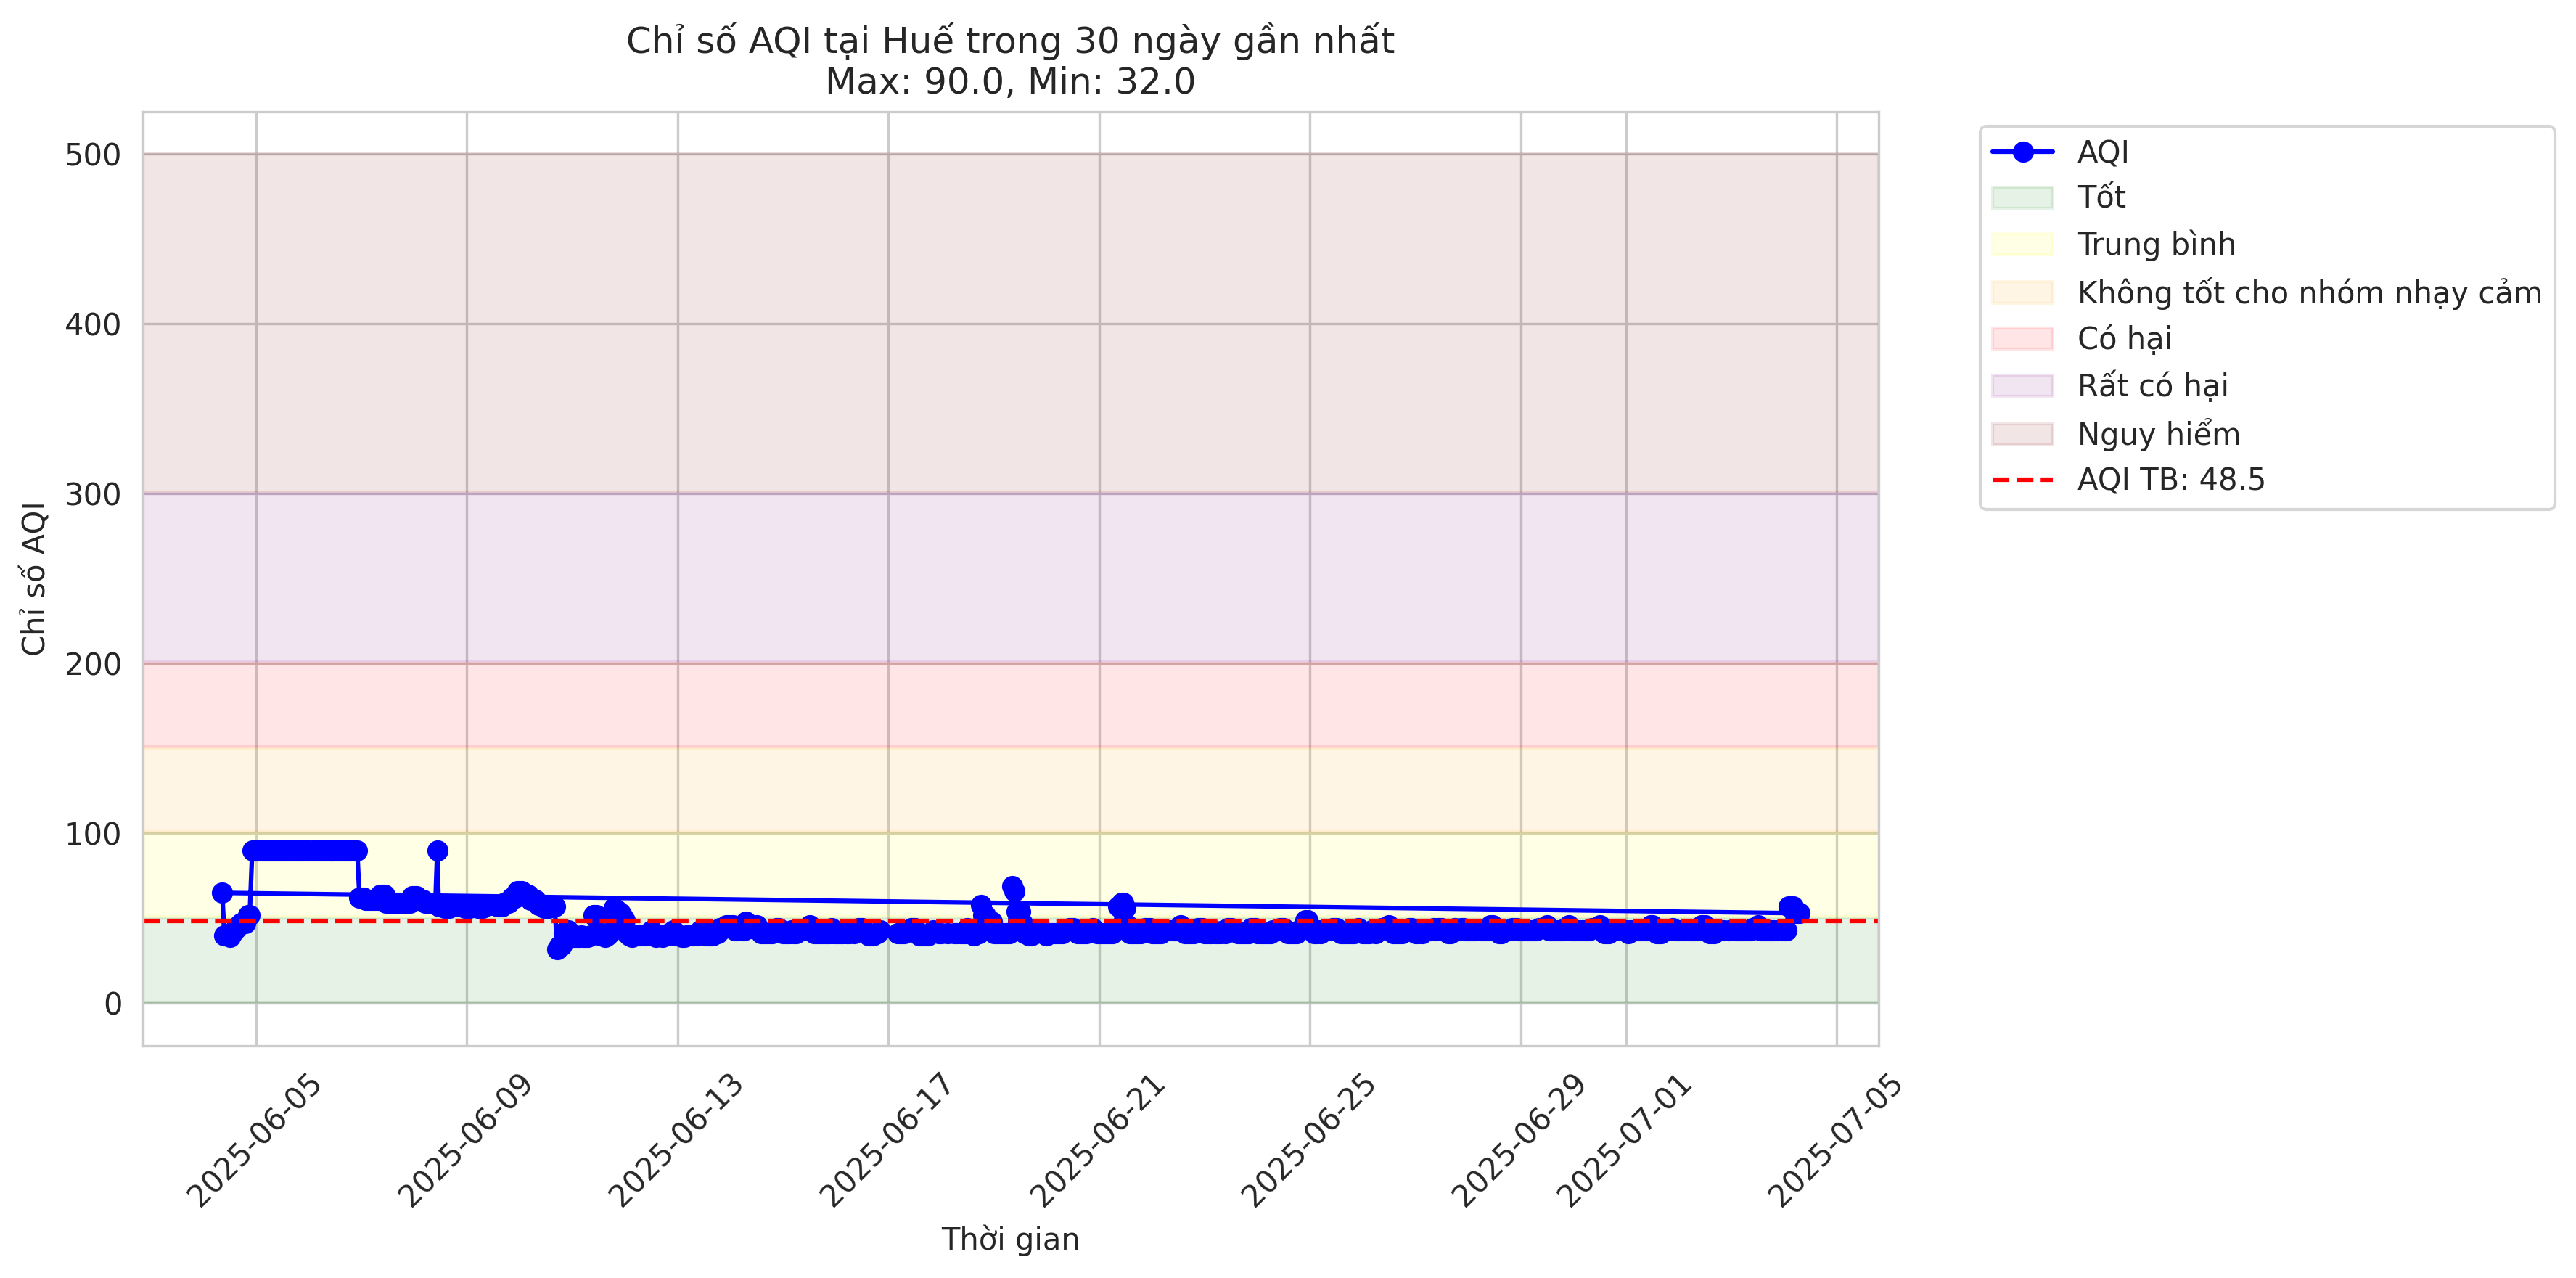 Chỉ số AQI tại Huế trong 30 ngày gần nhất
Max: 90.0, Min: 32.0
Chỉ số AQI
500
400
300
200
100
0
2025-06-05
2025-06-09
2025-06-13
2025-06-17
2025-06-21
2025-06-25
2025-06-29
2025-07-01
2025-07-05
Thời gian
AQI
Tốt
Trung bình
Không tốt cho nhóm nhạy cảm
Có hại
Rất có hại
Nguy hiểm
AQI TB: 48.5